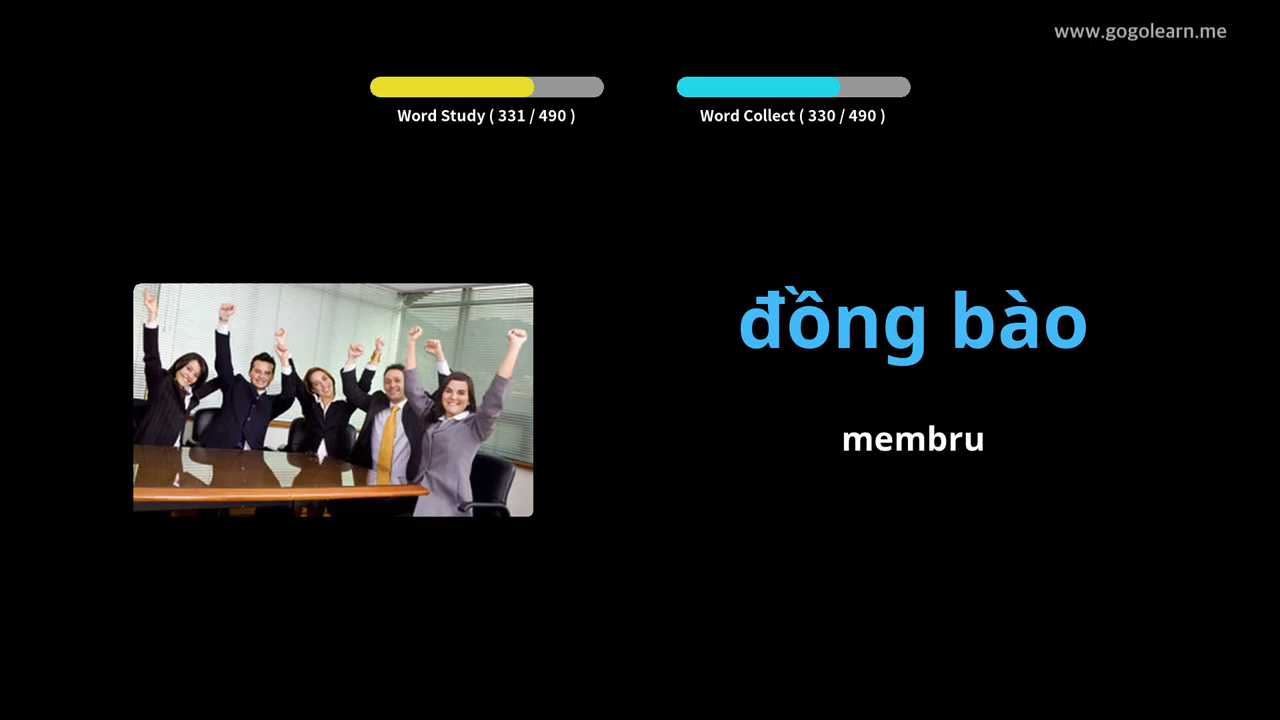 www.gogolearn.me
Word Study ( 331 / 490 )
Word Collect ( 330 / 490 )
đồng bào
membru